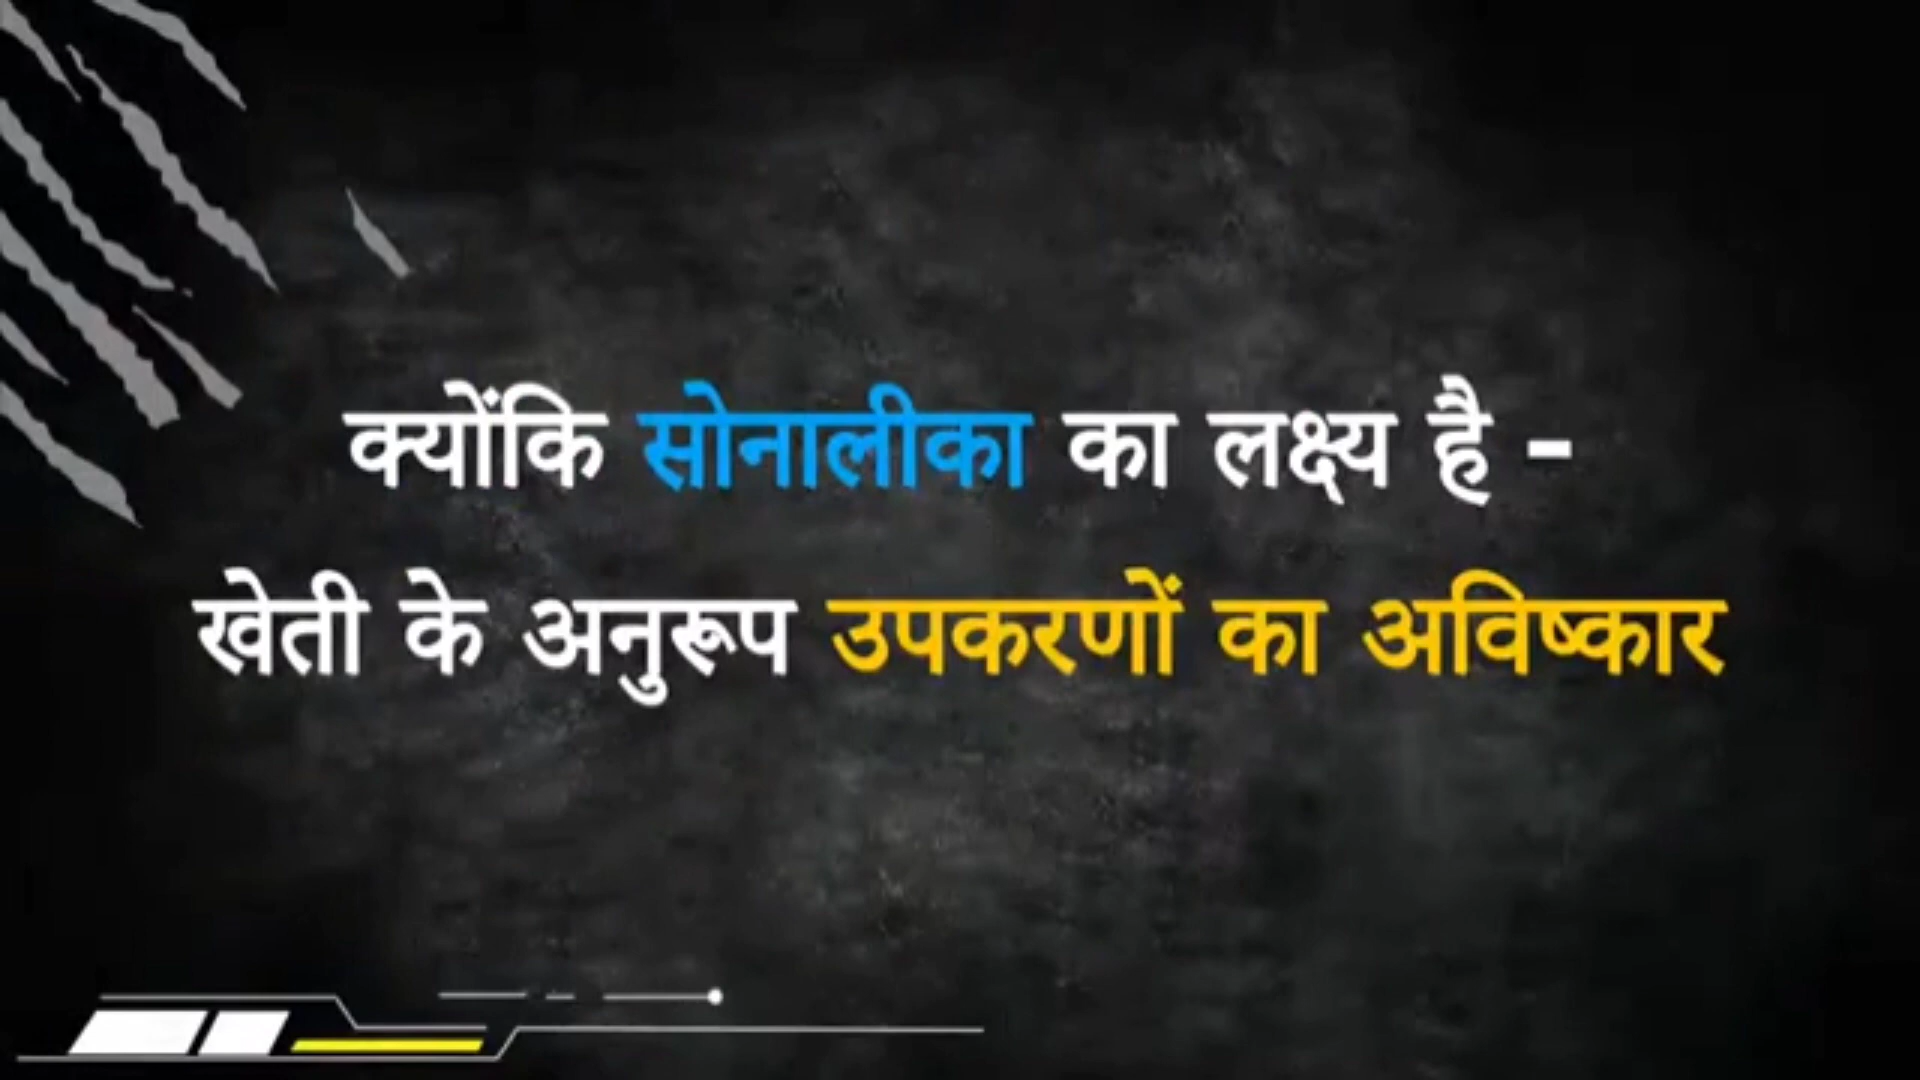 क्योंकि सोनालीका का लक्ष्य है -
खेती के अनुरूप उपकरणों का अविष्कार